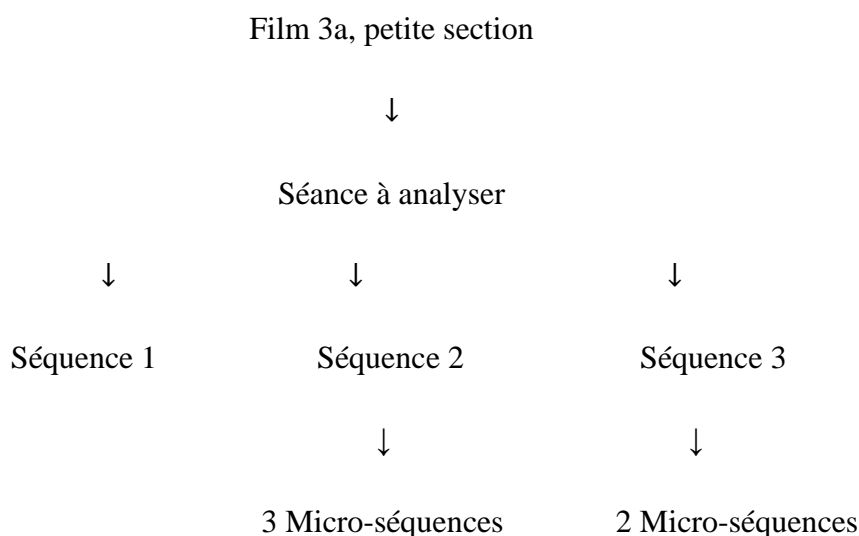 Film 3a, petite section
↓
Séance à analyser
↓ ↓ ↓
Séquence 1 Séquence 2 Séquence 3
↓ ↓
3 Micro-séquences 2 Micro-séquences